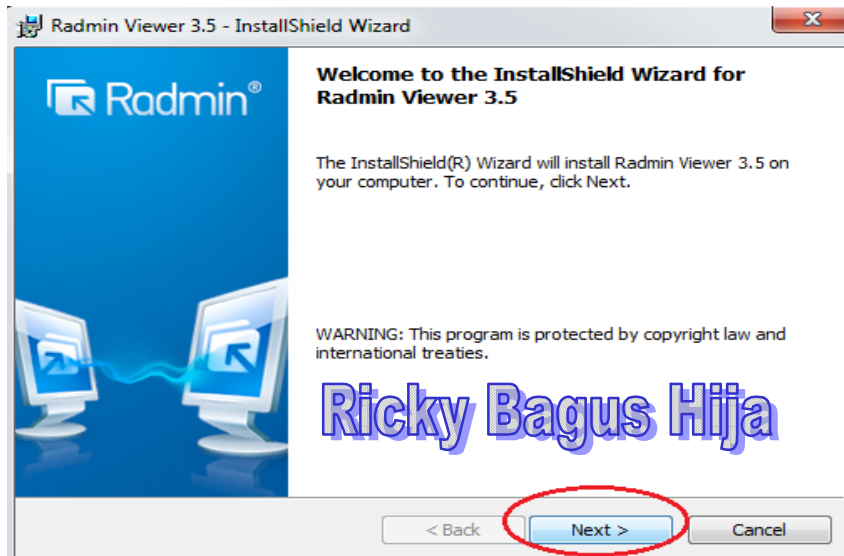 Radmin Viewer 3.5 - InstallShield Wizard
x
Radmin®
Welcome to the InstallShield Wizard for
Radmin Viewer 3.5
The InstallShield(R) Wizard will install Radmin Viewer 3.5 on
your computer. To continue, click Next.
WARNING: This program is protected by copyright law and
international treaties.
Ricky Bagus Hija
< Back Next > Cancel